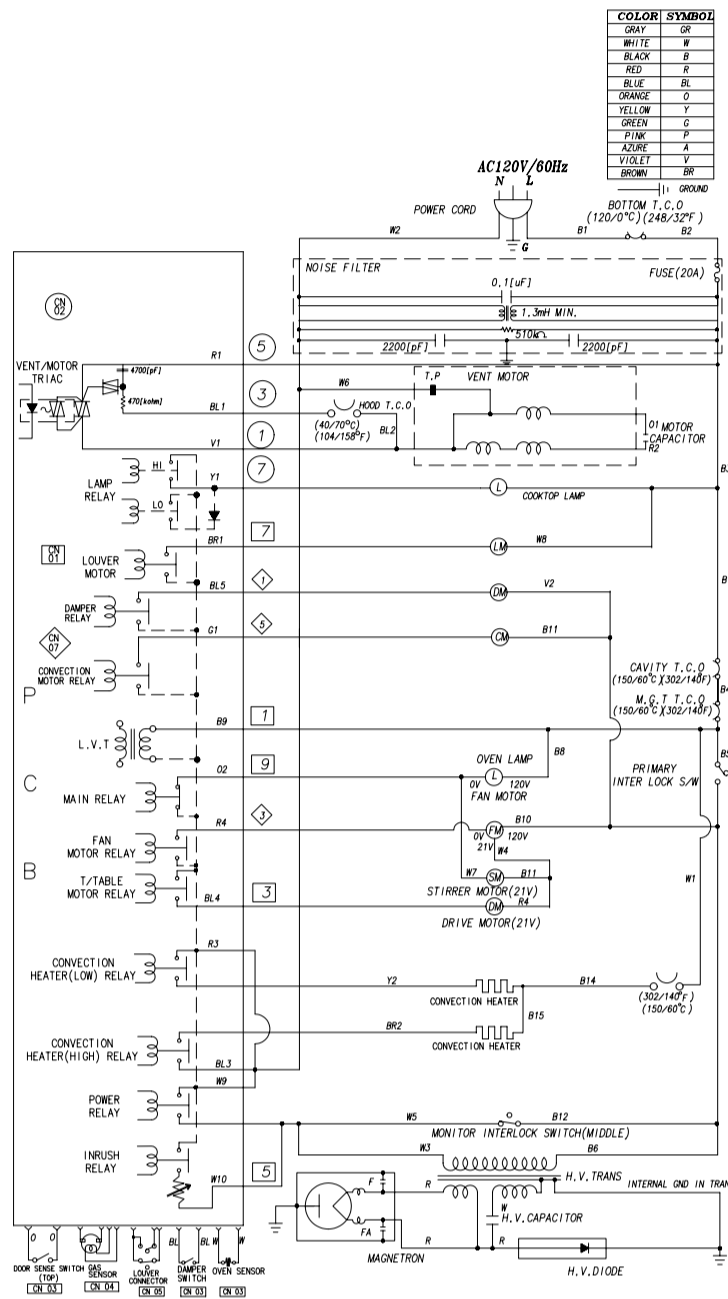 COLOR SYMBOL
GRAY GR
WHITE W
BLACK B
RED R
BLUE BL
ORANGE O
YELLOW Y
GREEN G
PINK P
AZURE A
VIOLET V
BROWN BR
GROUND
AC120V/60Hz
N L
POWER CORD
G
BOTTOM T.C.O
(120/0°C) (248/32°F)
W2
B1
B2
NOISE FILTER
FUSE(20A)
0.1[uF]
1.3mH MIN.
510kΩ
2200[pF]
2200[pF]
CN
02
R1
5
VENT/MOTOR
TRIAC
4700[pF]
470[kohm]
T.P
VENT MOTOR
W6
BL1
3
HOOD T.C.O
(40/70°C)
(104/158°F)
BL2
O1 MOTOR
CAPACITOR
R2
V1
1
LAMP
RELAY
HI
LO
Y1
7
L
COOKTOP LAMP
B3
CN
01
BR1
7
LM
W8
LOUVER
MOTOR
BL5
1
DM
V2
DAMPER
RELAY
CN
07
G1
5
CM
B11
CONVECTION
MOTOR RELAY
CAVITY T.C.O
(150/60°C)(302/140F)
B4
M.G.T T.C.O
(150/60°C)(302/140F)
P
B9
1
L.V.T
B8
B5
PRIMARY
INTER LOCK S/W
C
O2
9
OVEN LAMP
L
0V 120V
FAN MOTOR
MAIN RELAY
3
R4
FM
B10
0V 120V
21V
W4
FAN
MOTOR RELAY
B
T/TABLE
MOTOR RELAY
W7
SM
B11
STIRRER MOTOR(21V)
BL4
3
DM
R4
DRIVE MOTOR(21V)
W1
R3
CONVECTION
HEATER(LOW) RELAY
Y2
CONVECTION HEATER
B14
(302/140°F)
(150/60°C)
BR2
B15
CONVECTION HEATER
CONVECTION
HEATER(HIGH) RELAY
BL3
W9
POWER
RELAY
W5
B12
MONITOR INTERLOCK SWITCH(MIDDLE)
INRUSH
RELAY
W10
5
W3
B6
H.V.TRANS
INTERNAL GND IN TRAN
F
R
W
H.V.CAPACITOR
FA
R
R
MAGNETRON
H.V.DIODE
O O
BL BL W W
DOOR SENSE SWITCH
(TOP)
CN 03
GAS
SENSOR
CN 04
LOUVER
CONNECTOR
CN 05
DAMPER
SWITCH
CN 03
OVEN SENSOR
CN 03